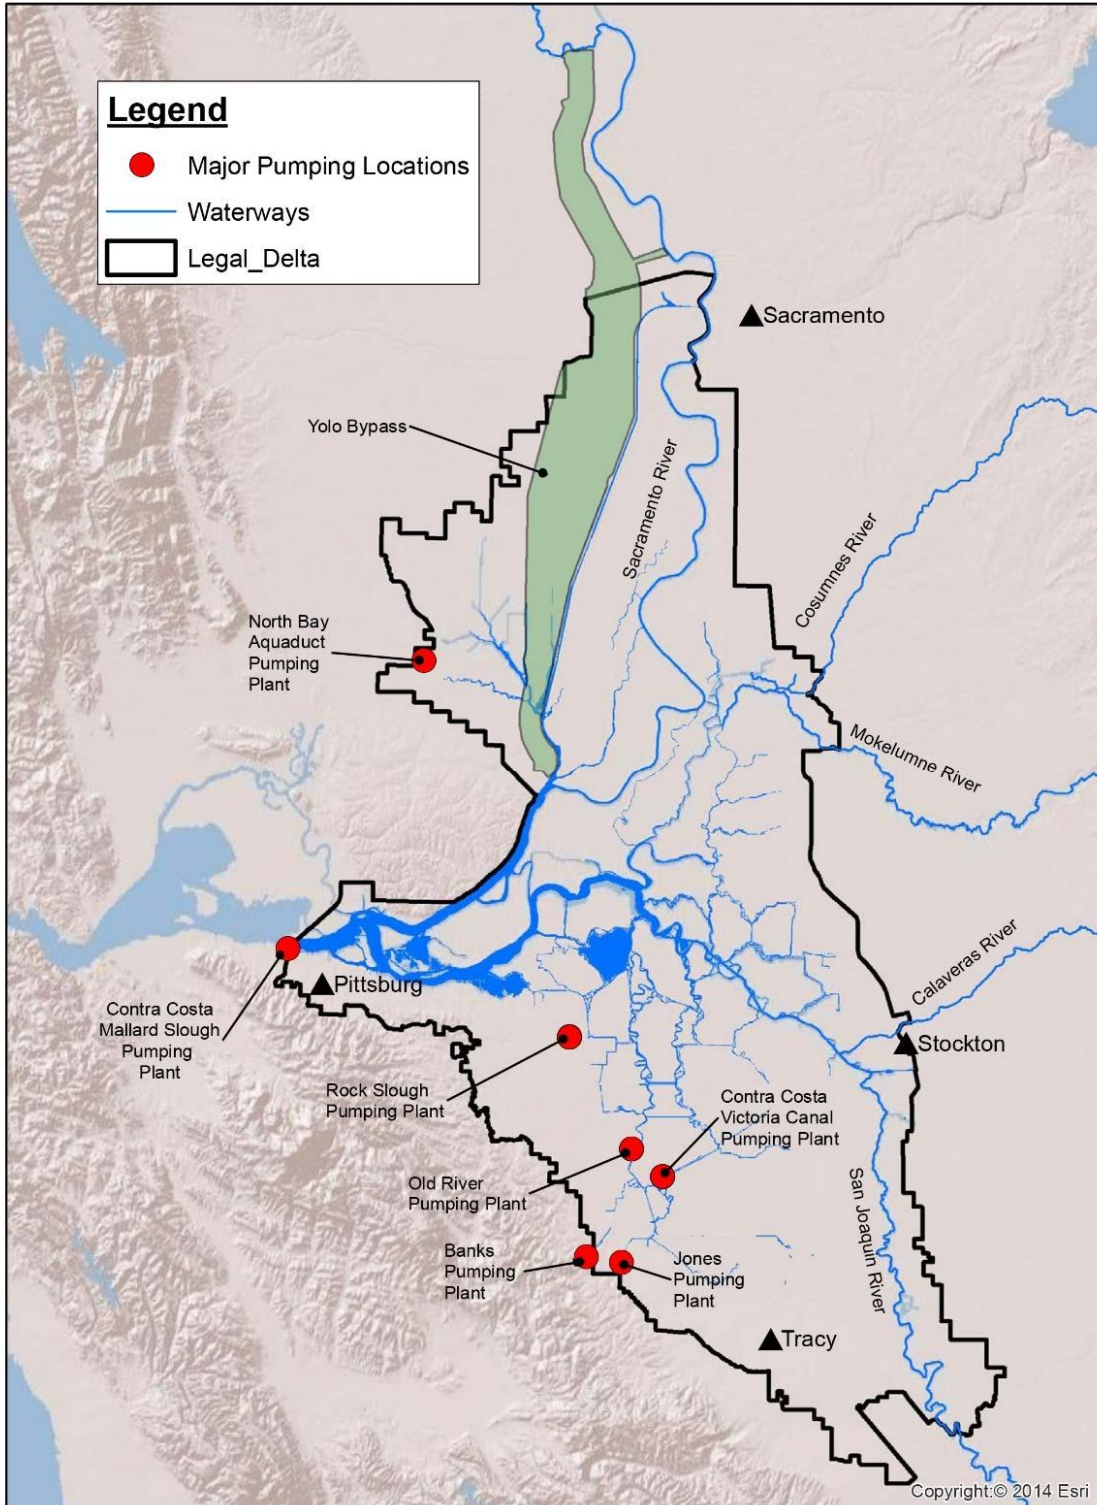 Legend
Major Pumping Locations
Waterways
Legal_Delta
Sacramento
Yolo Bypass
Sacramento River
Cosumnes River
North Bay
Aquaduct
Pumping
Plant
Mokelumne River
Calaveras River
Pittsburg
Contra Costa
Mallard Slough
Pumping
Plant
Stockton
Rock Slough
Pumping Plant
Contra Costa
Victoria Canal
Pumping Plant
Old River
Pumping Plant
San Joaquin River
Banks
Pumping
Plant
Jones
Pumping
Plant
Tracy
Copyright:© 2014 Esri